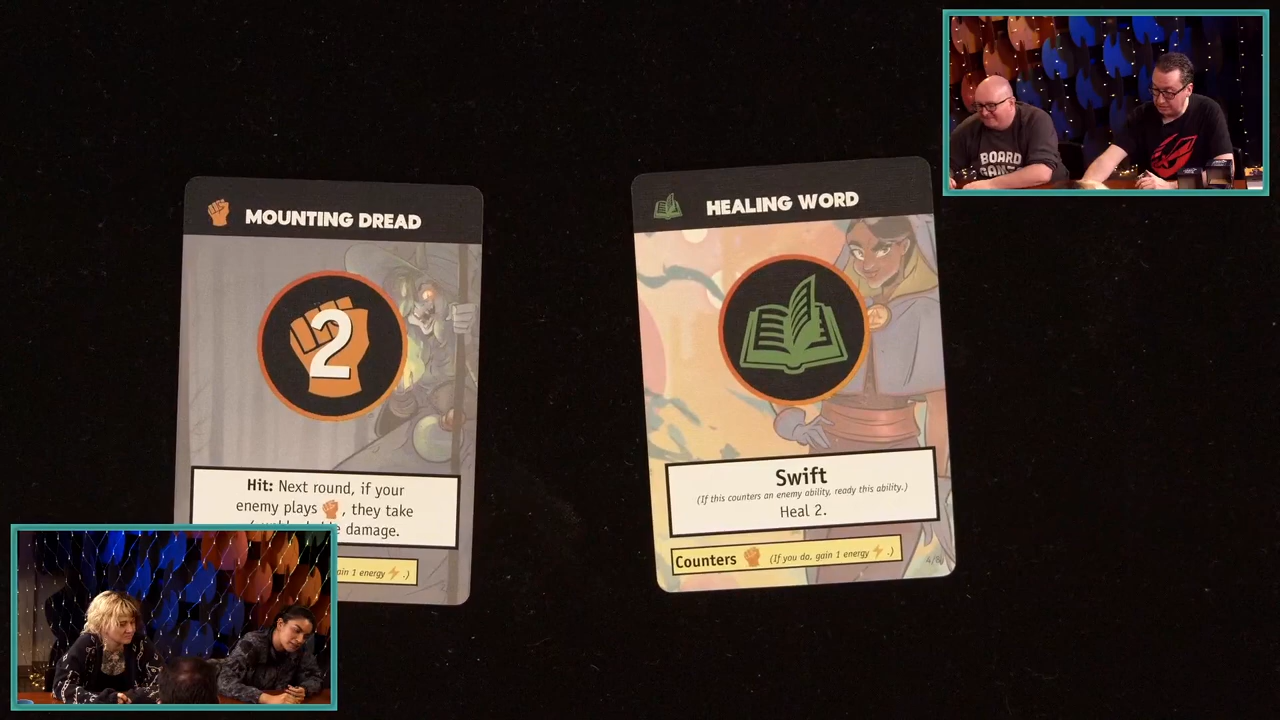 MOUNTING DREAD
2
Hit: Next round, if your
enemy plays , they take
damage.
gain 1 energy .)
HEALING WORD
Swift
(If this counters an enemy ability, ready this ability.)
Heal 2.
Counters (If you do, gain 1 energy .)
BOARD
GAME